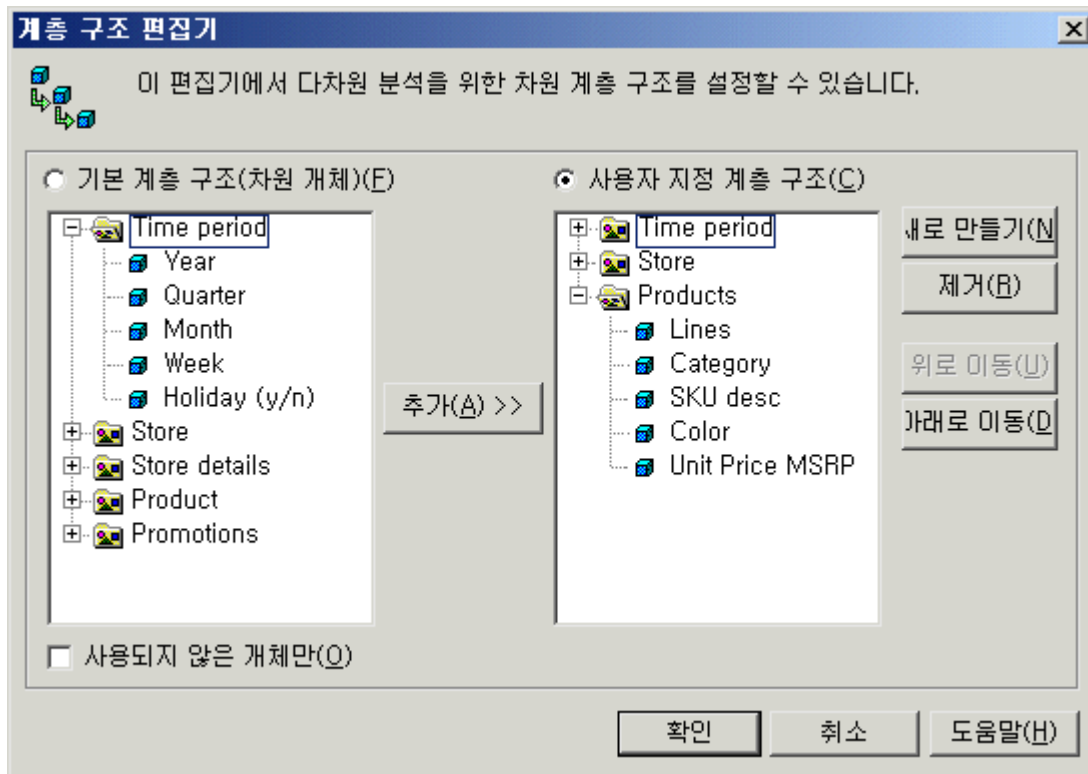 계층 구조 편집기
이 편집기에서 다차원 분석을 위한 차원 계층 구조를 설정할 수 있습니다.
기본 계층 구조(차원 개체)(F)
Time period
Year
Quarter
Month
Week
Holiday (y/n)
Store
Store details
Product
Promotions
사용되지 않은 개체만(O)
추가(A) >>
사용자 지정 계층 구조(C)
Time period
Store
Products
Lines
Category
SKU desc
Color
Unit Price MSRP
새로 만들기(N
제거(R)
위로 이동(U)
아래로 이동(D
확인
취소
도움말(H)